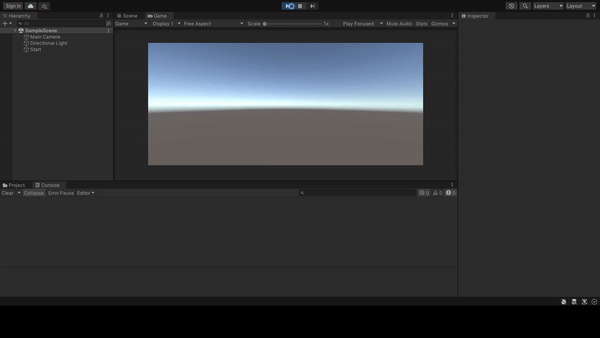 Sign in
Layers
Layout
Hierarchy
Scene
Game
Inspector
All
Game
Display 1
Free Aspect
Scale
1x
Play Focused
Mute Audio
Stats
Gizmos
SampleScene
Main Camera
Directional Light
Start
Project
Console
Clear
Collapse
Error Pause
Editor
0
0
0